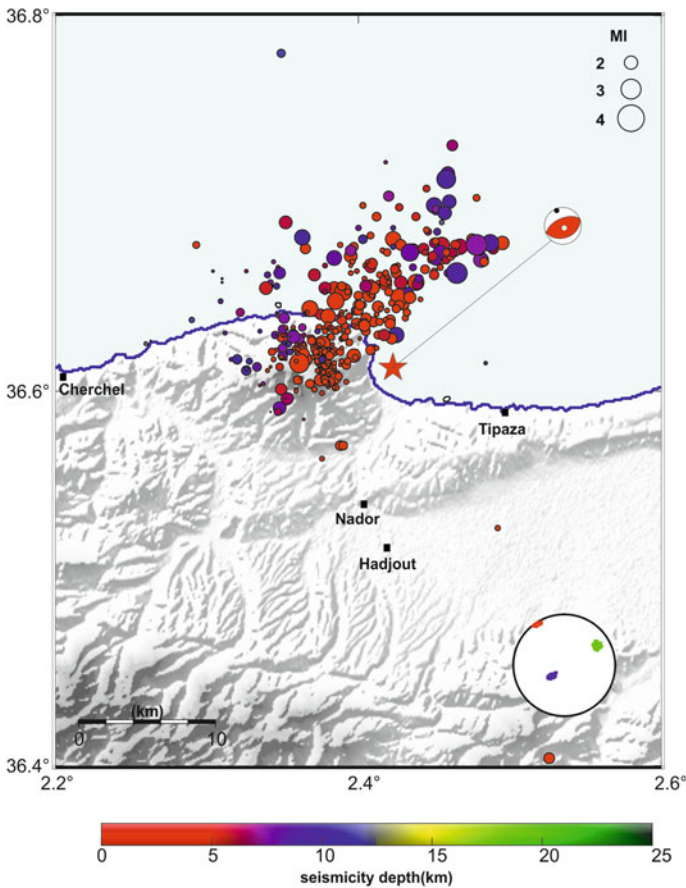 36.8°
Ml
2
3
4
36.6°
Cherchel
Tipaza
Nador
Hadjout
(km)
0 10
36.4°
2.2° 2.4° 2.6°
0 5 10 15 20 25
seismicity depth(km)